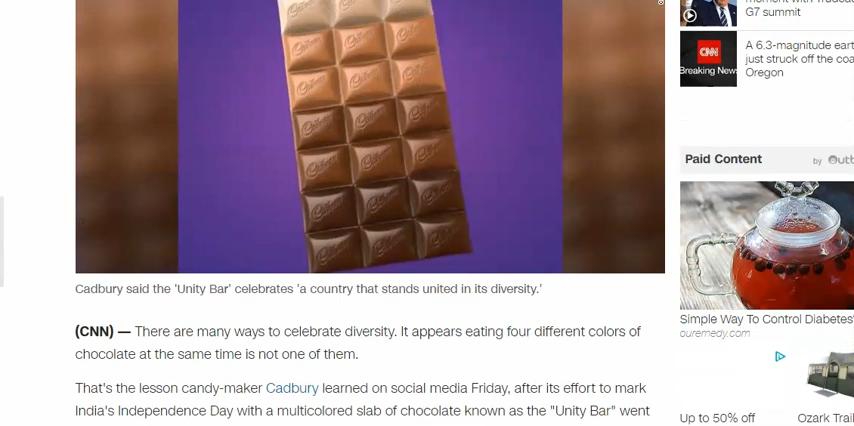 Cadbury said the 'Unity Bar' celebrates 'a country that stands united in its diversity.'
(CNN) — There are many ways to celebrate diversity. It appears eating four different colors of
chocolate at the same time is not one of them.
That's the lesson candy-maker Cadbury learned on social media Friday, after its effort to mark
India's Independence Day with a multicolored slab of chocolate known as the "Unity Bar" went
G7 summit
CNN
Breaking News
A 6.3-magnitude
just struck off the
Oregon
Paid Content
by
Simple Way To Control Diabetes
ouremedy.com
Up to 50% off
Ozark